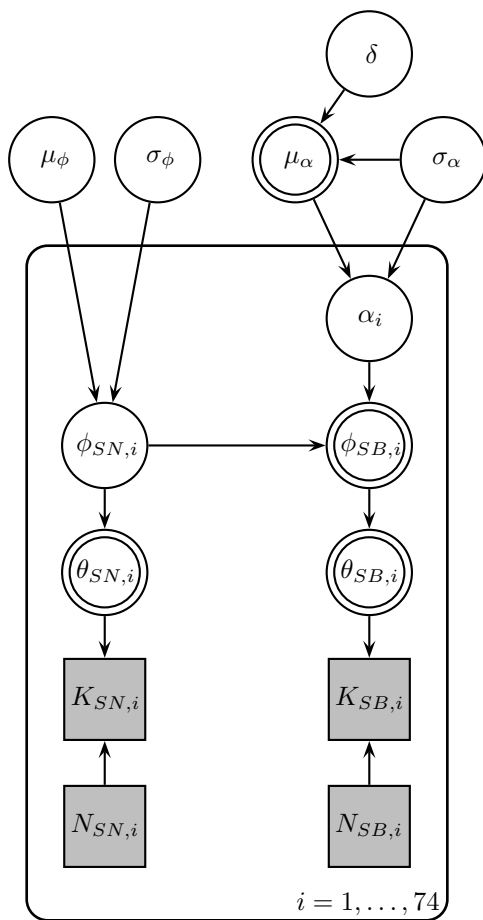 δ
μ_ϕ σ_ϕ μ_α σ_α
α_i
ϕ_{SN,i} ϕ_{SB,i}
θ_{SN,i} θ_{SB,i}
K_{SN,i} K_{SB,i}
N_{SN,i} N_{SB,i}
i = 1, . . . , 74